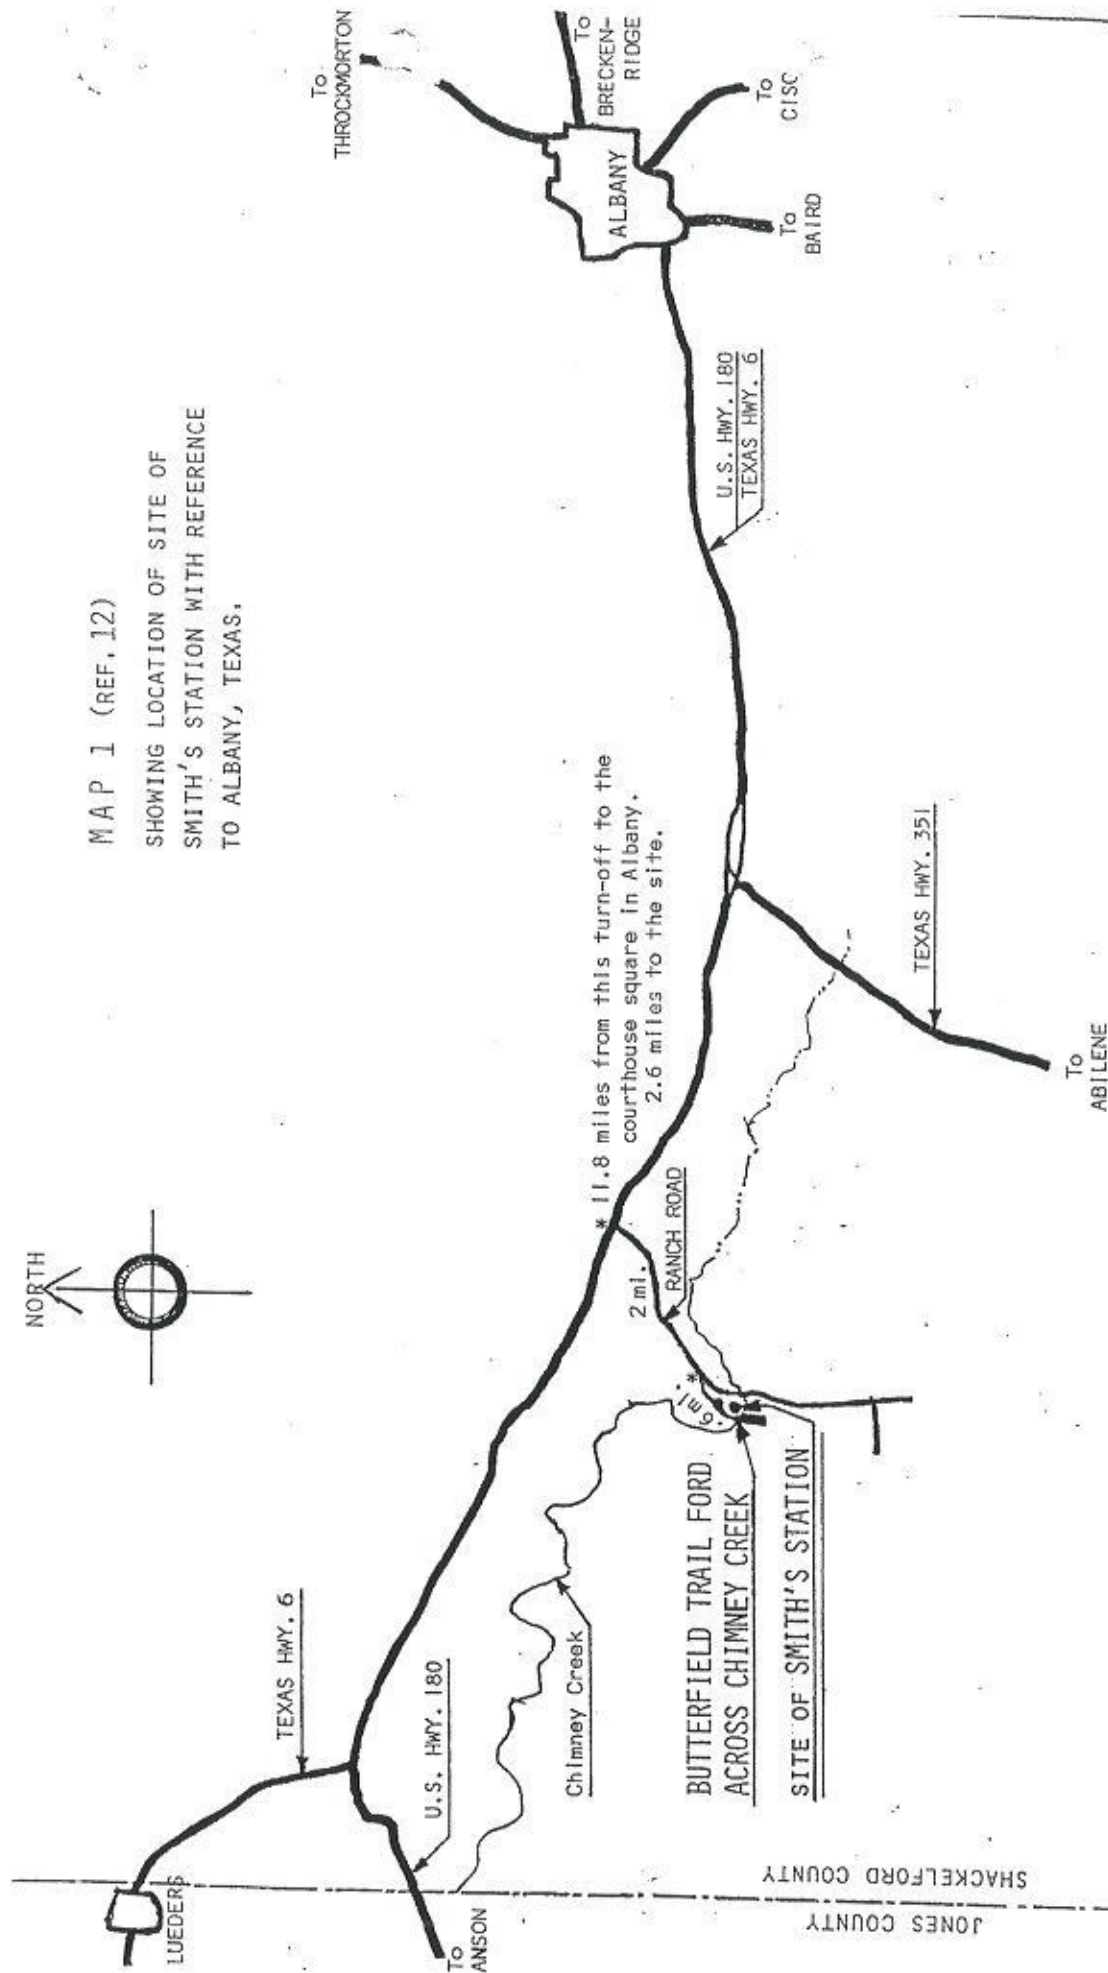 MAP 1 (REF. 12)
SHOWING LOCATION OF SITE OF
SMITH'S STATION WITH REFERENCE
TO ALBANY, TEXAS.
NORTH
To
THROCKMORTON
To
BRECKEN-
RIDGE
To
CISC
To
BAIRD
ALBANY
U.S. HWY. 180
TEXAS HWY. 6
* 11.8 miles from this turn-off to the
courthouse square in Albany.
2.6 miles to the site.
TEXAS HWY. 351
To
ABILENE
2 mi.
RANCH ROAD
.6 mi. *
BUTTERFIELD TRAIL FORD
ACROSS CHIMNEY CREEK
SITE OF SMITH'S STATION
Chimney Creek
TEXAS HWY. 6
U.S. HWY. 180
LUEDERS
To
ANSON
SHACKELFORD COUNTY
JONES COUNTY